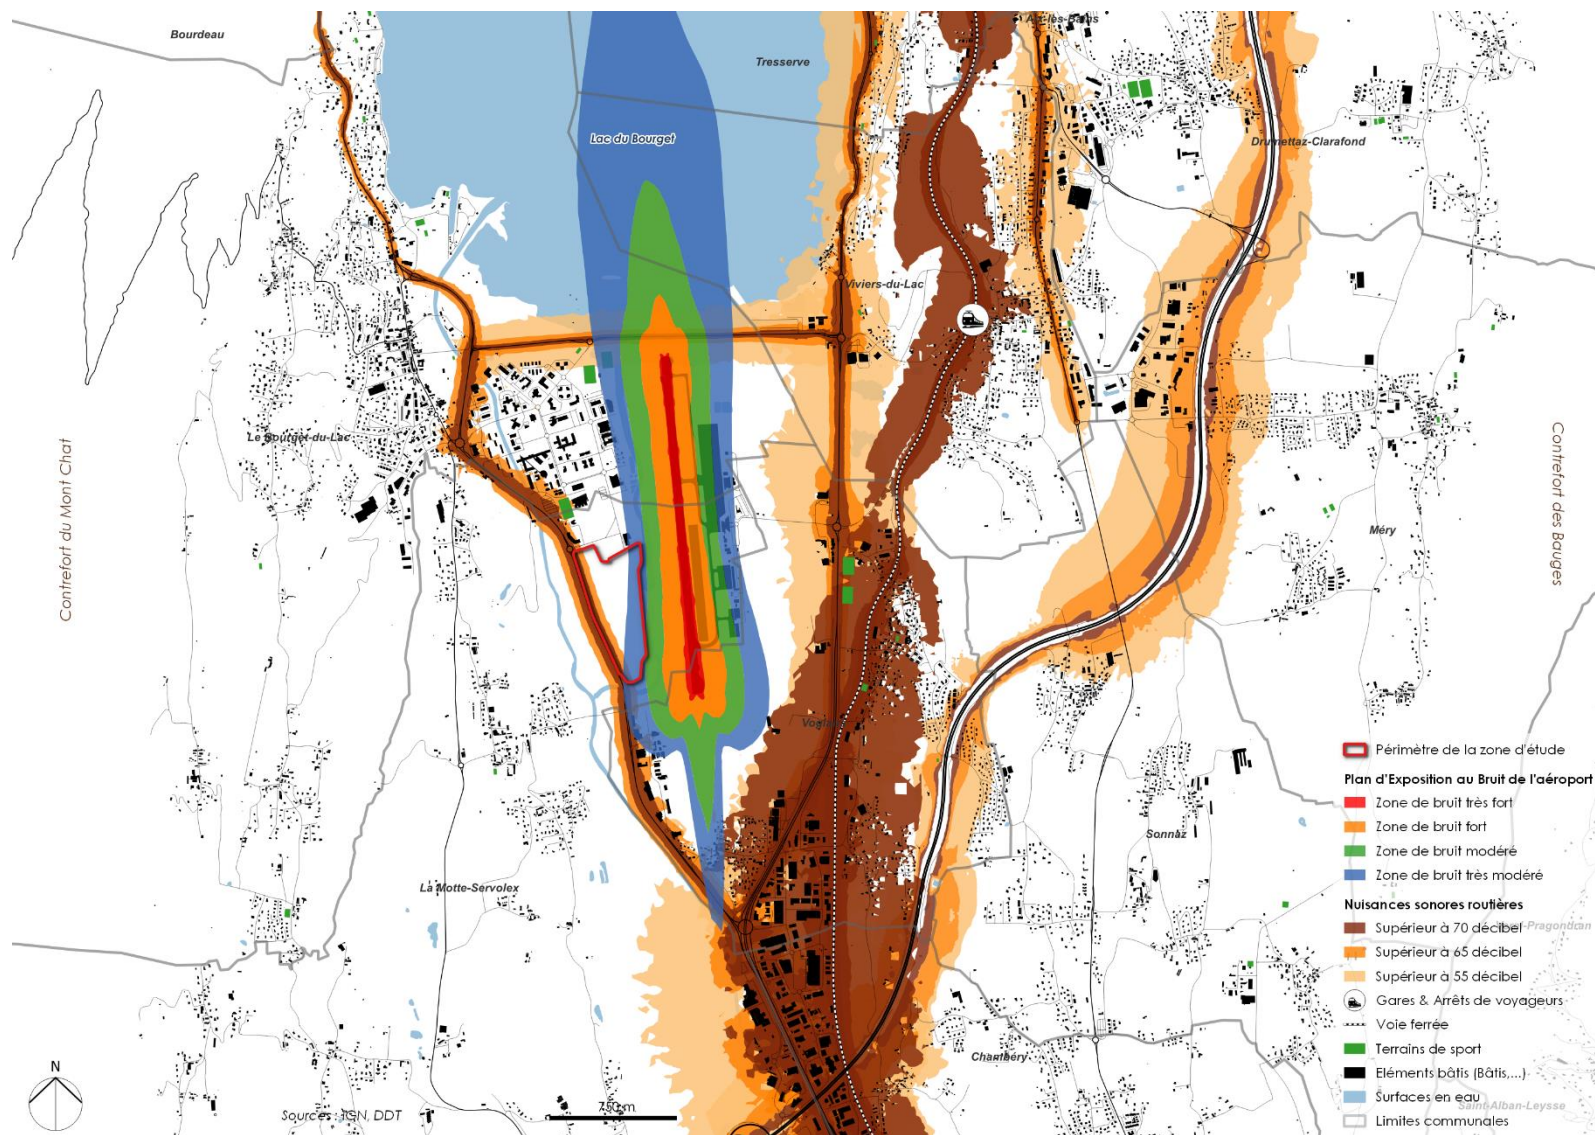 Aix-les-Bains
Bourdeau
Tresserve
Lac du Bourget
Drumettaz-Clarafond
Viviers-du-Lac
Le Bourget-du-Lac
Contrefort du Mont Chat
Contrefort des Bauges
Méry
Voglans
Sonnaz
La Motte-Servolex
Chambéry
Périmètre de la zone d'étude
Plan d'Exposition au Bruit de l'aéroport
Zone de bruit très fort
Zone de bruit fort
Zone de bruit modéré
Zone de bruit très modéré
Nuisances sonores routières
Supérieur à 70 décibel
Supérieur à 65 décibel
Supérieur à 55 décibel
Gares & Arrêts de voyageurs
Voie ferrée
Terrains de sport
Eléments bâtis (Bâtis,...)
Surfaces en eau
Limites communales
-Pragondran
Saint-Alban-Leysse
N
Sources : IGN, DDT
750 m